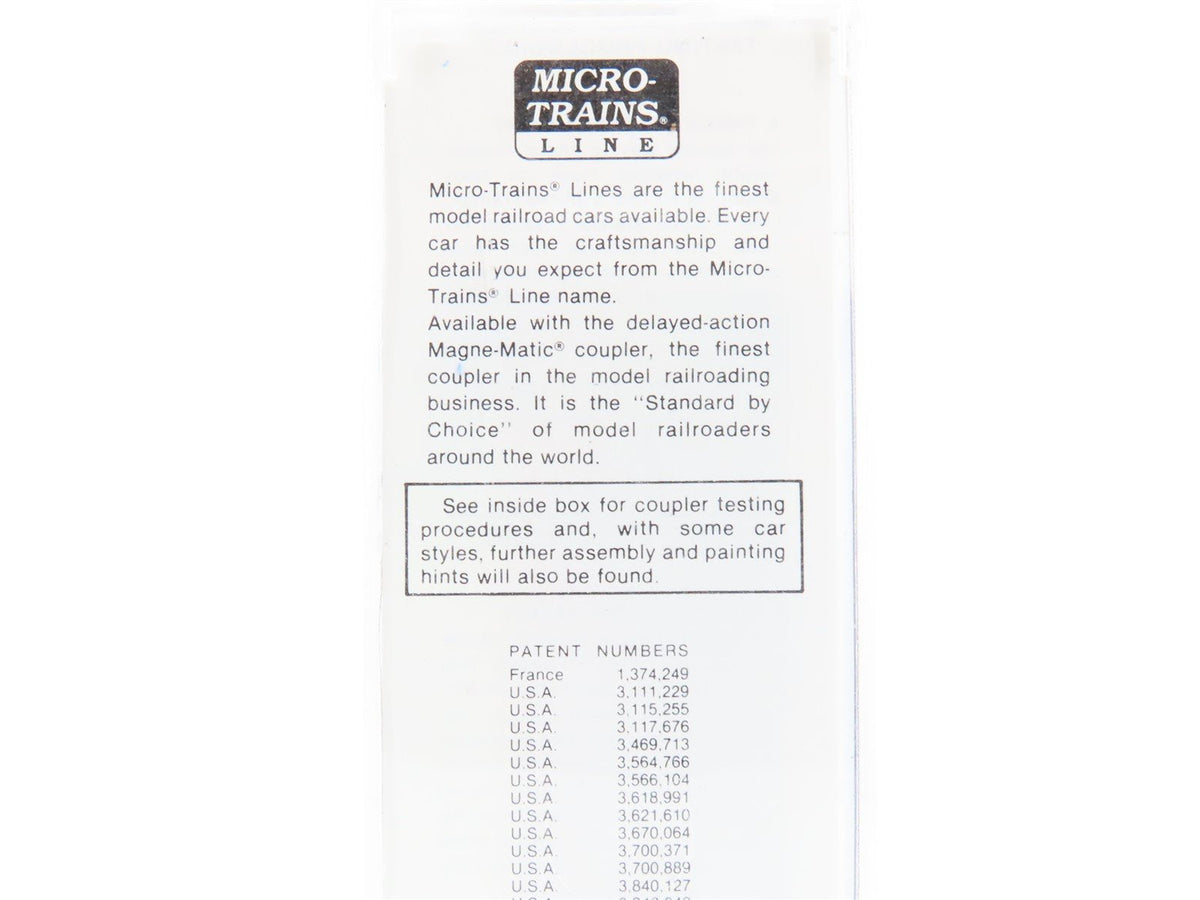 MICRO-
TRAINS®
LINE
Micro-Trains® Lines are the finest
model railroad cars available. Every
car has the craftsmanship and
detail you expect from the Micro-
Trains® Line name.
Available with the delayed-action
Magne-Matic® coupler, the finest
coupler in the model railroading
business. It is the “Standard by
Choice” of model railroaders
around the world.
See inside box for coupler testing
procedures and, with some car
styles, further assembly and painting
hints will also be found.
PATENT NUMBERS
France 1,374,249
U.S.A. 3,111,229
U.S.A. 3,115,255
U.S.A. 3,117,676
U.S.A. 3,469,713
U.S.A. 3,564,766
U.S.A. 3,566,104
U.S.A. 3,618,991
U.S.A. 3,621,610
U.S.A. 3,670,064
U.S.A. 3,700,371
U.S.A. 3,700,889
U.S.A. 3,840,127